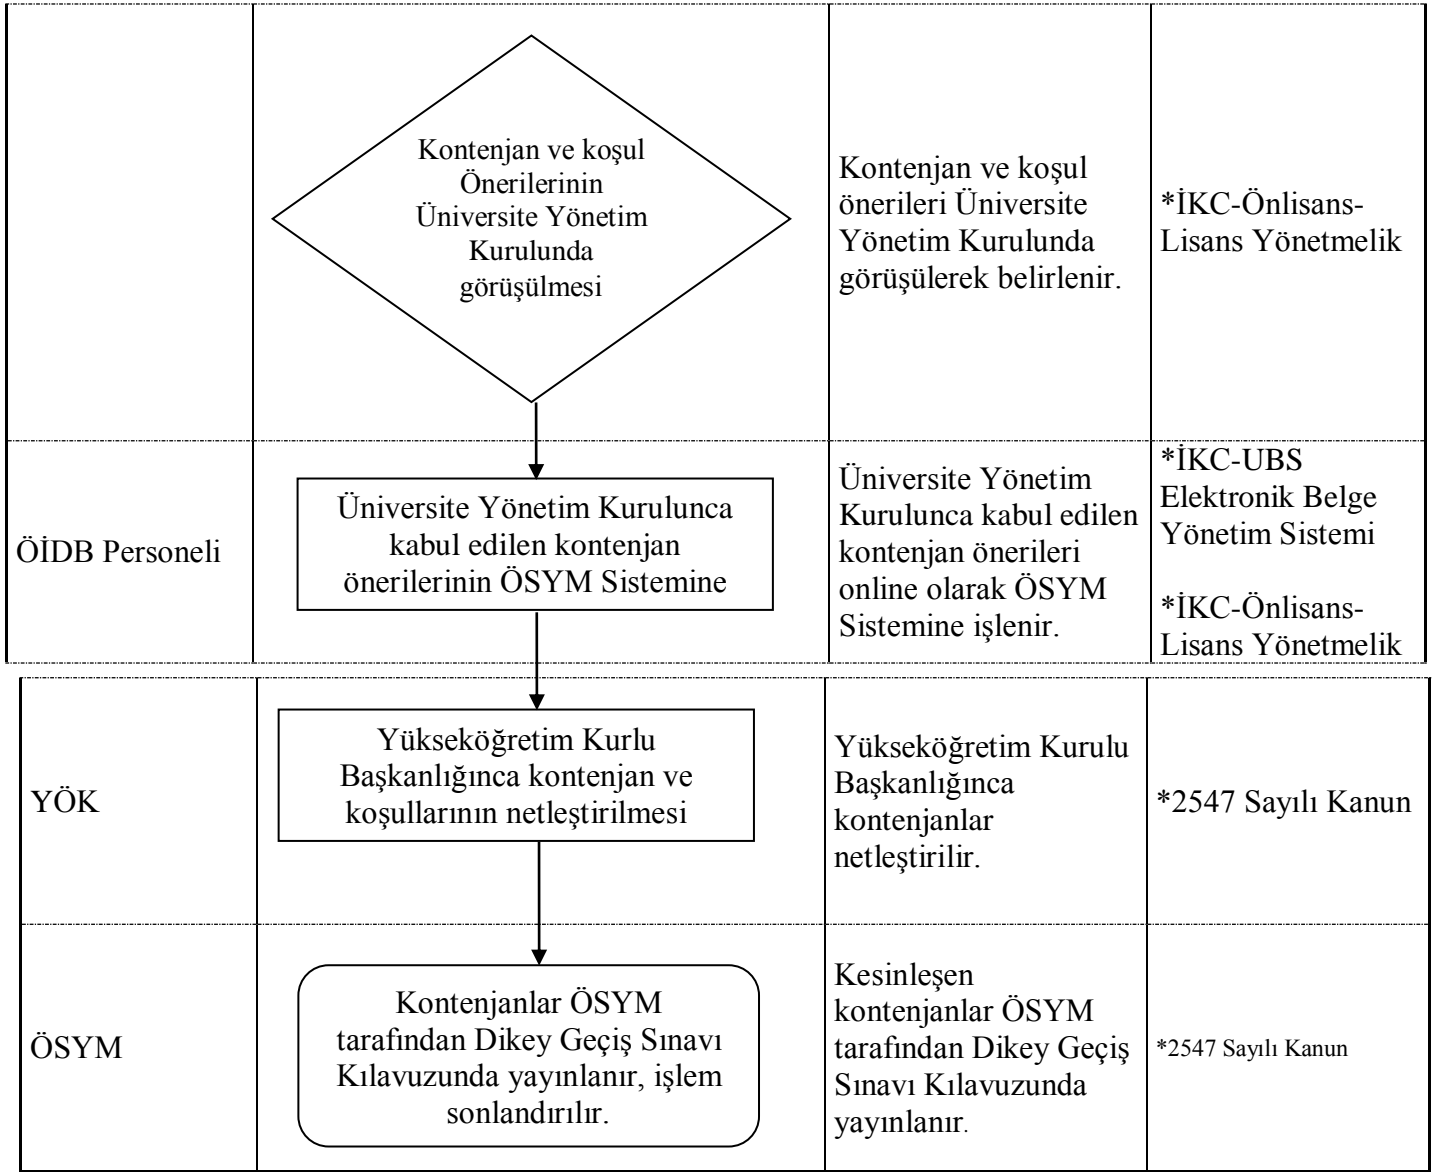 Kontenjan ve koşul
Önerilerinin
Üniversite Yönetim
Kurulunda
görüşülmesi
Kontenjan ve koşul
önerileri Üniversite
Yönetim Kurulunda
görüşülerek belirlenir.
*İKC-Önlisans-
Lisans Yönetmelik
ÖİDB Personeli
Üniversite Yönetim Kurulunca
kabul edilen kontenjan
önerilerinin ÖSYM Sistemine
Üniversite Yönetim
Kurulunca kabul edilen
kontenjan önerileri
online olarak ÖSYM
Sistemine işlenir.
*İKC-UBS
Elektronik Belge
Yönetim Sistemi
*İKC-Önlisans-
Lisans Yönetmelik
YÖK
Yükseköğretim Kurlu
Başkanlığınca kontenjan ve
koşullarının netleştirilmesi
Yükseköğretim Kurulu
Başkanlığınca
kontenjanlar
netleştirilir.
*2547 Sayılı Kanun
ÖSYM
Kontenjanlar ÖSYM
tarafından Dikey Geçiş Sınavı
Kılavuzunda yayınlanır, işlem
sonlandırılır.
Kesinleşen
kontenjanlar ÖSYM
tarafından Dikey Geçiş
Sınavı Kılavuzunda
yayınlanır.
*2547 Sayılı Kanun